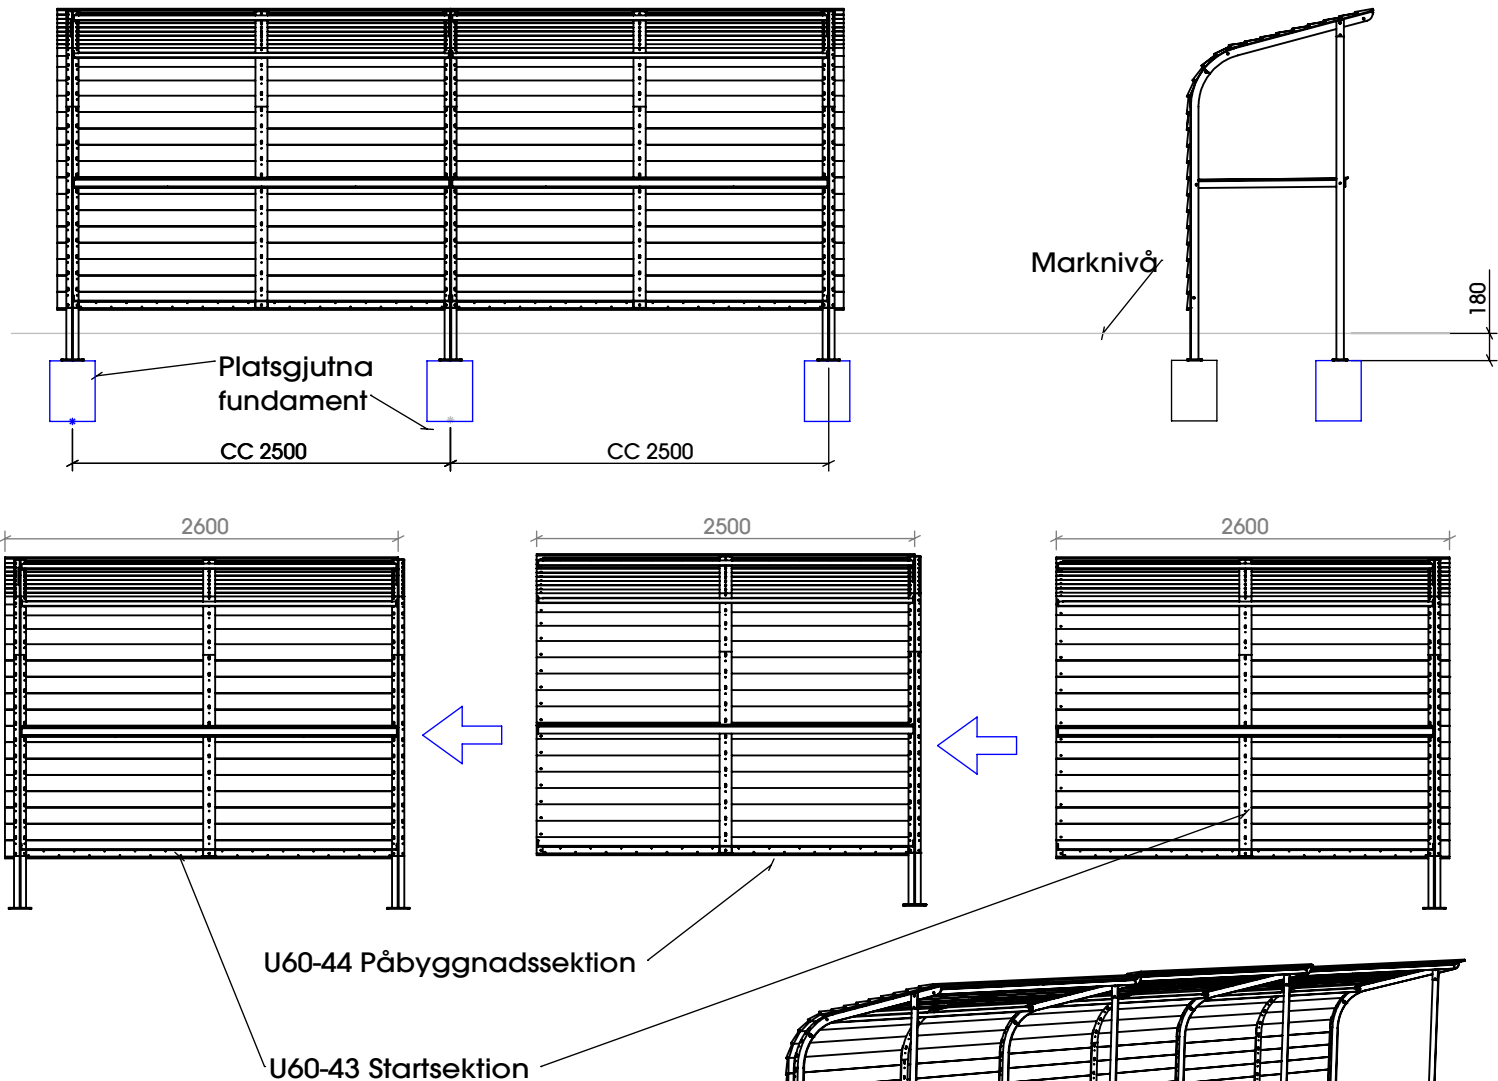 Marknivå
180
Platsgjutna
fundament
CC 2500
CC 2500
2600
2500
2600
U60-44 Påbyggnadssektion
U60-43 Startsektion